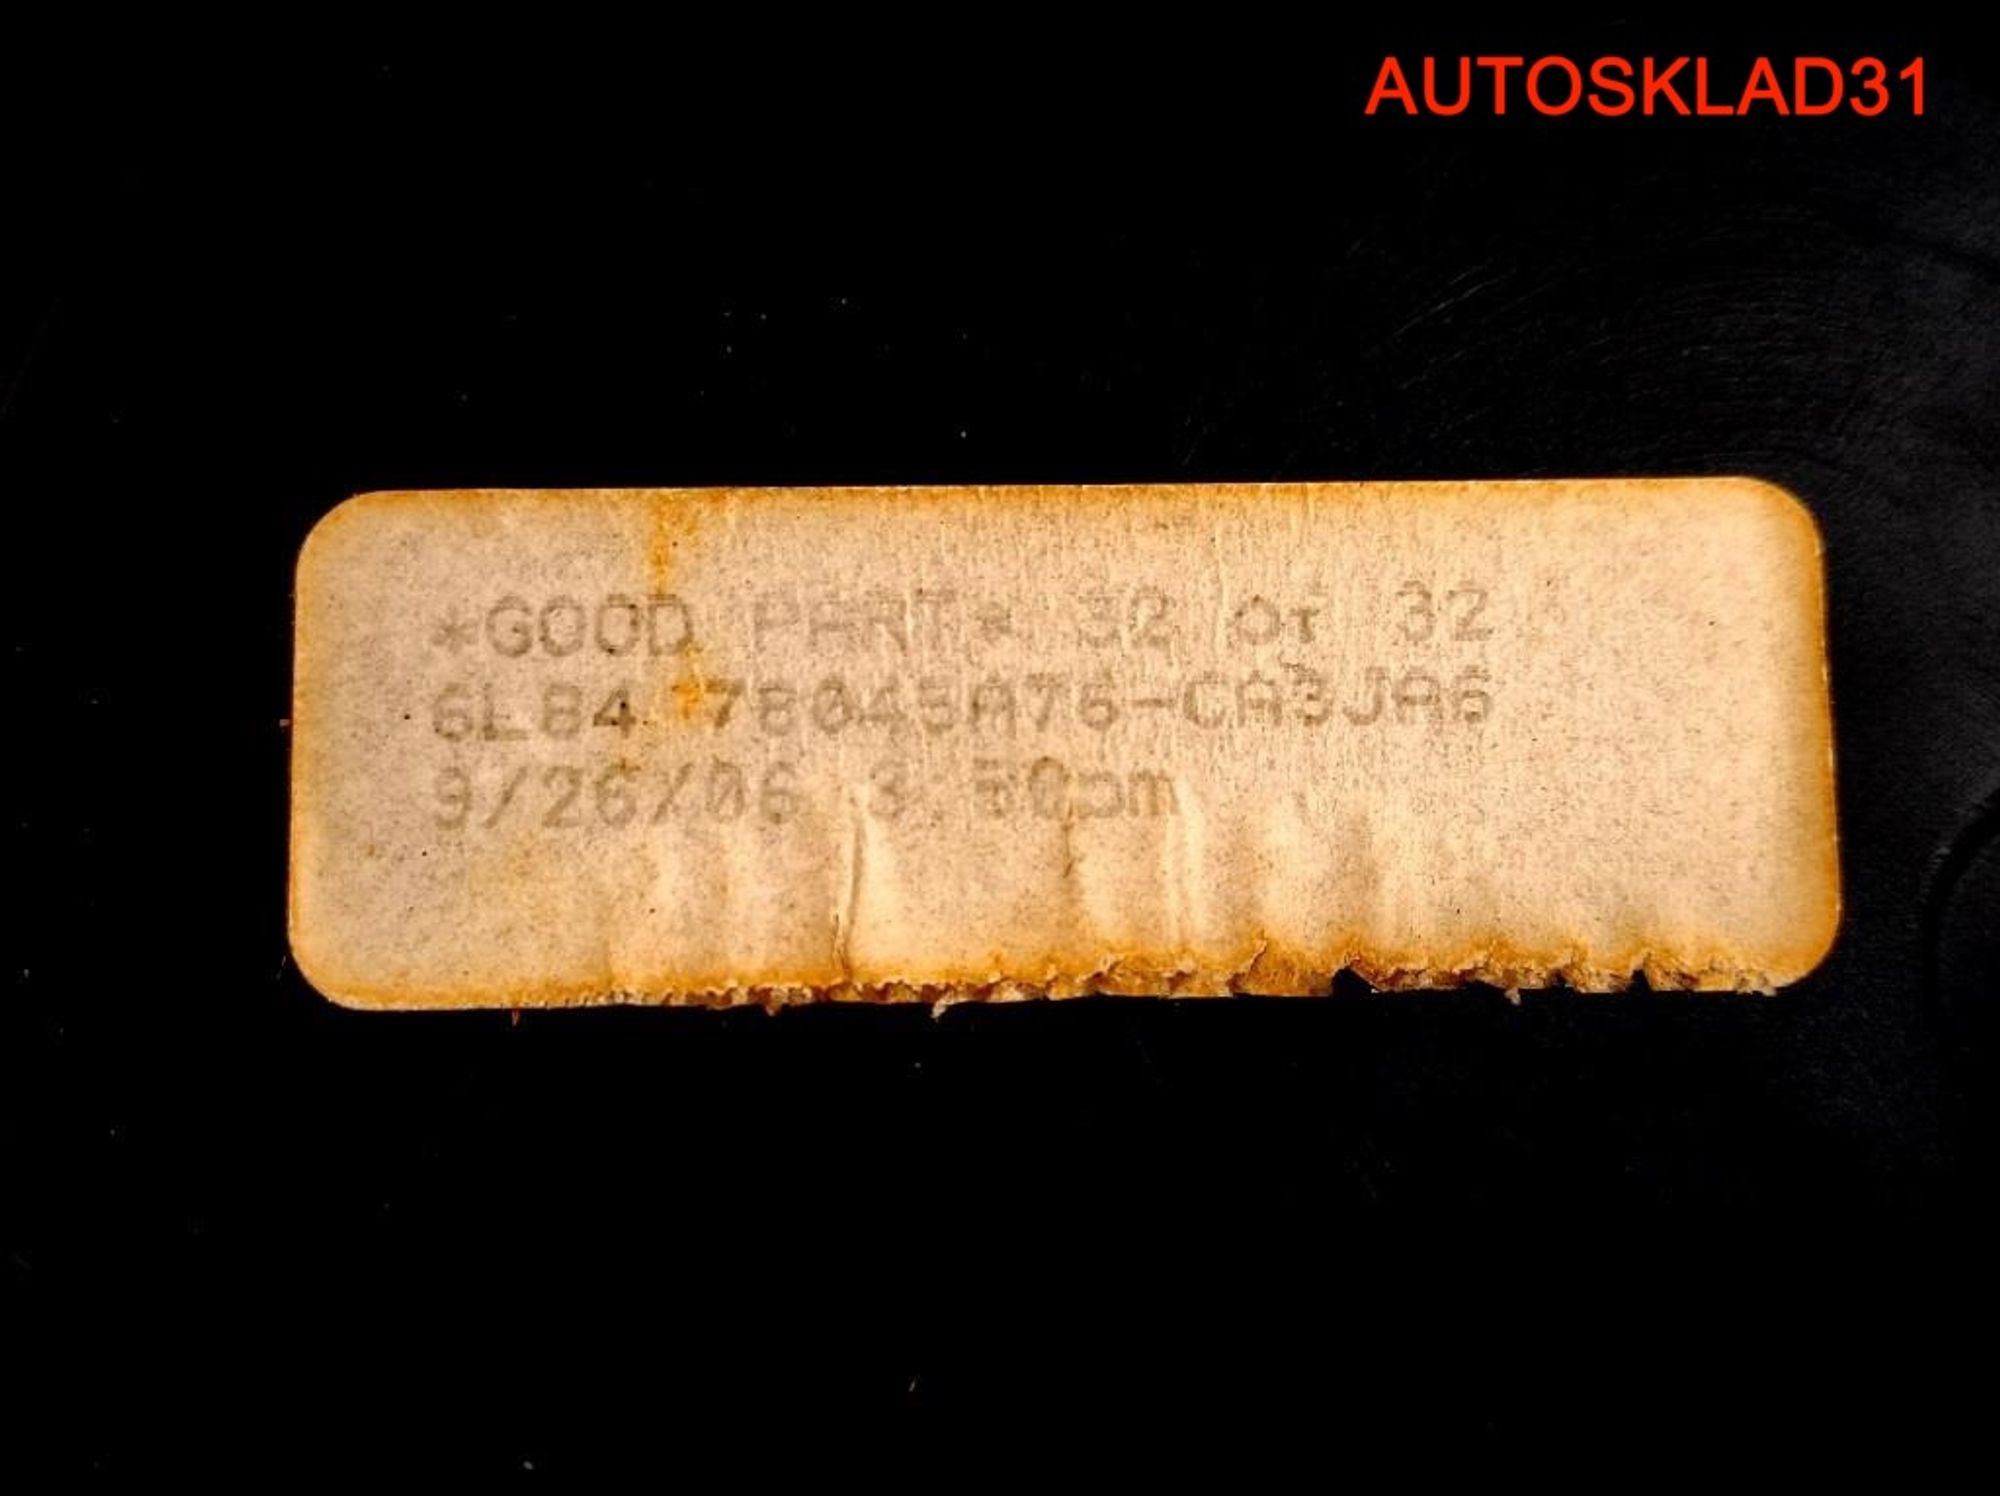 AUTOSKLAD31
*GOOD PART* 32 of 32
6L84 78045A76-CA3JA6
9/26/06 3:50pm